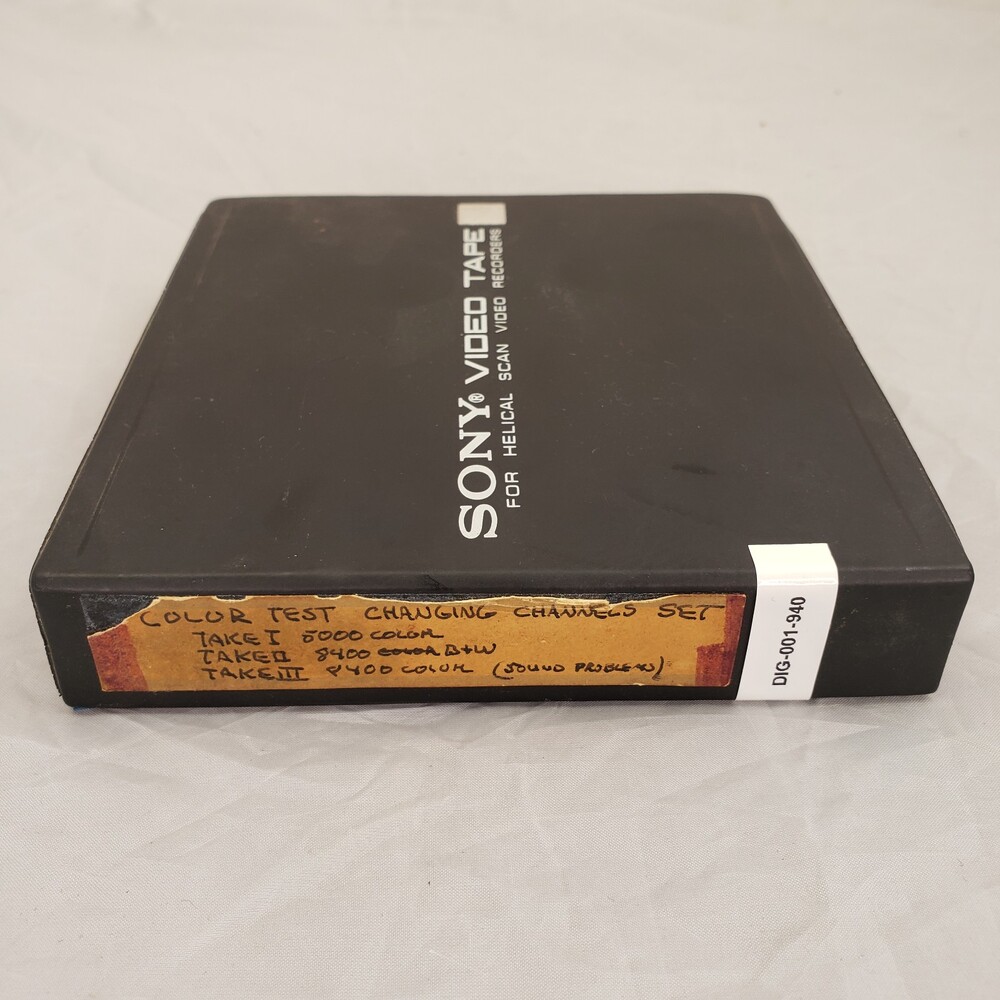 SONY® VIDEO TAPE
FOR HELICAL SCAN VIDEO RECORDERS
COLOR TEST CHANGING CHANNELS SET
TAKE I 5000 COLOR
TAKE II 8400 COLOR B+W
TAKE III 8400 COLOR (SOUND PROBLEMS)
DIG-001-940